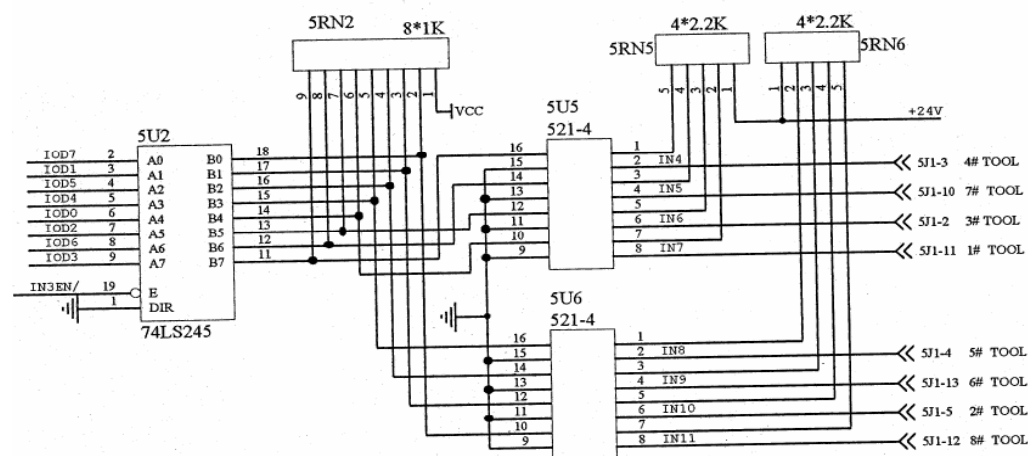 5RN2 8*1K
9 8 7 6 5 4 3 2 1
VCC
4*2.2K
5RN5
5 4 3 2 1
4*2.2K
5RN6
1 2 3 4 5
+24V
5U2
IOD7 2 A0 B0 18
IOD1 3 A1 B1 17
IOD5 4 A2 B2 16
IOD4 5 A3 B3 15
IOD0 6 A4 B4 14
IOD2 7 A5 B5 13
IOD6 8 A6 B6 12
IOD3 9 A7 B7 11
IN3EN/ 19 E
1 DIR
74LS245
5U5
521-4
16 1
15 2 IN4 5J1-3 4# TOOL
14 3
13 4 IN5 5J1-10 7# TOOL
12 5
11 6 IN6 5J1-2 3# TOOL
10 7
9 8 IN7 5J1-11 1# TOOL
5U6
521-4
16 1
15 2 IN8 5J1-4 5# TOOL
14 3
13 4 IN9 5J1-13 6# TOOL
12 5
11 6 IN10 5J1-5 2# TOOL
10 7
9 8 IN11 5J1-12 8# TOOL